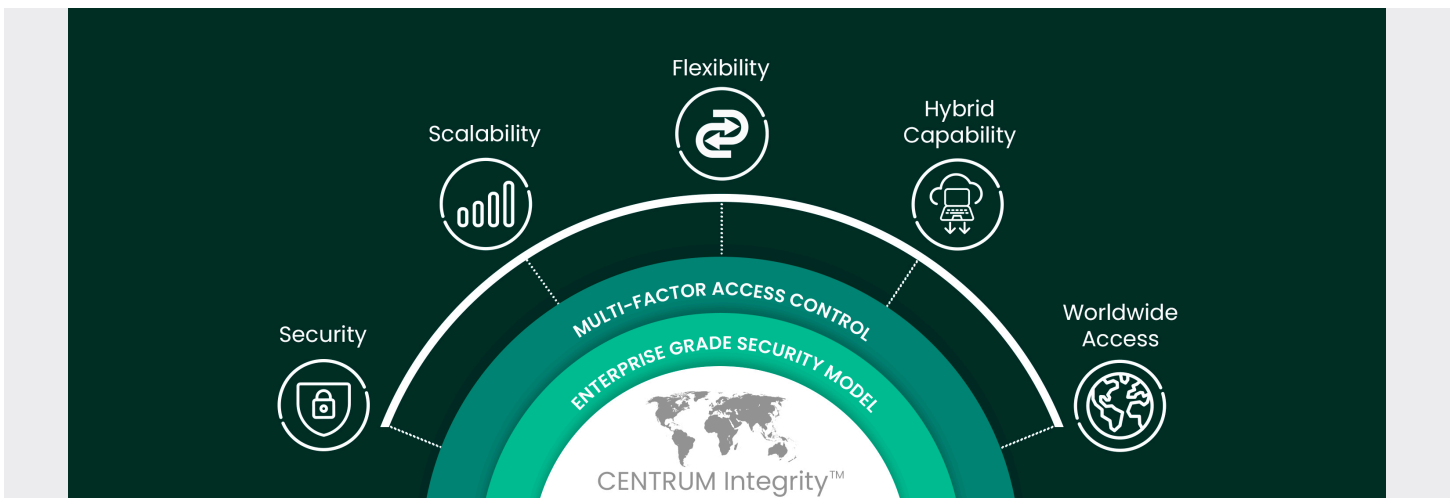 Flexibility
Scalability
Hybrid
Capability
Security
Worldwide
Access
MULTI-FACTOR ACCESS CONTROL
ENTERPRISE GRADE SECURITY MODEL
CENTRUM Integrity™